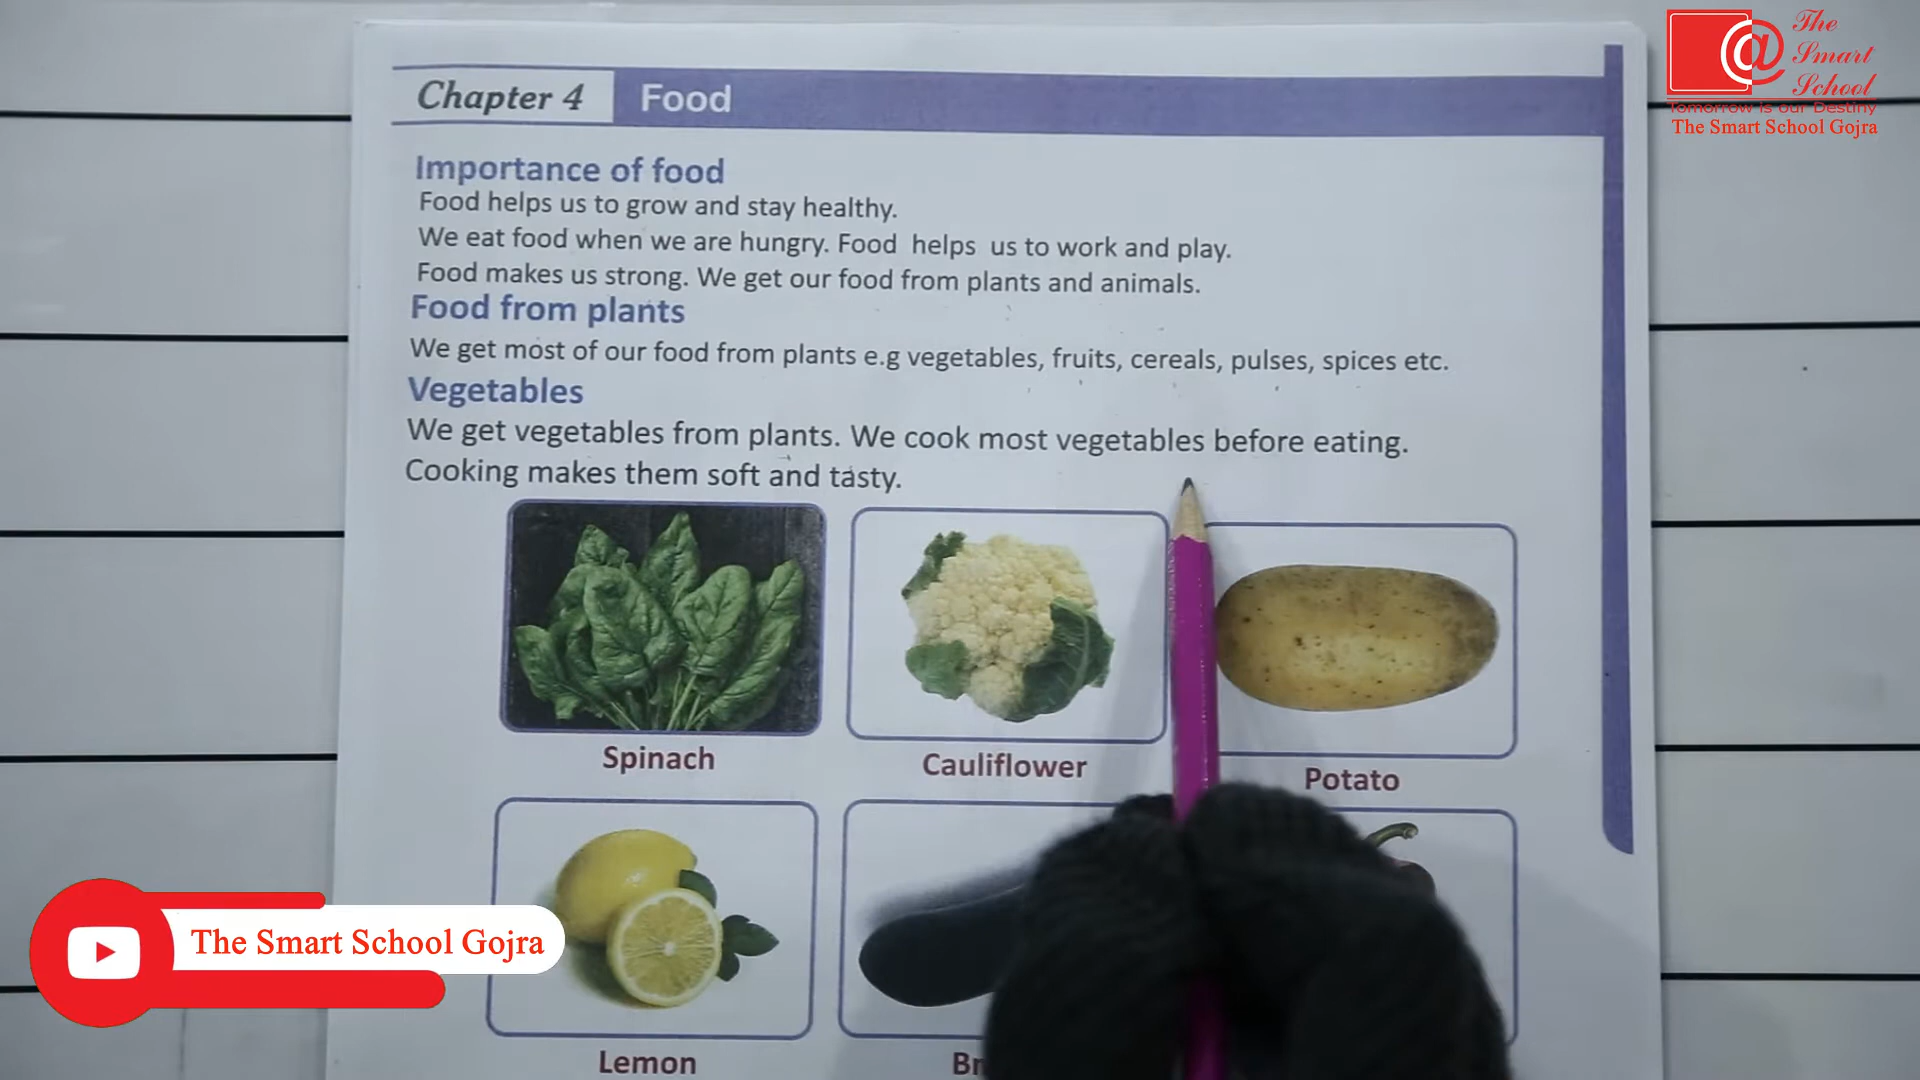 The
Smart
School
Tomorrow is our Destiny
The Smart School Gojra
Chapter 4 Food
Importance of food
Food helps us to grow and stay healthy.
We eat food when we are hungry. Food helps us to work and play.
Food makes us strong. We get our food from plants and animals.
Food from plants
We get most of our food from plants e.g vegetables, fruits, cereals, pulses, spices etc.
Vegetables
We get vegetables from plants. We cook most vegetables before eating.
Cooking makes them soft and tasty.
Spinach Cauliflower Potato
The Smart School Gojra
Lemon